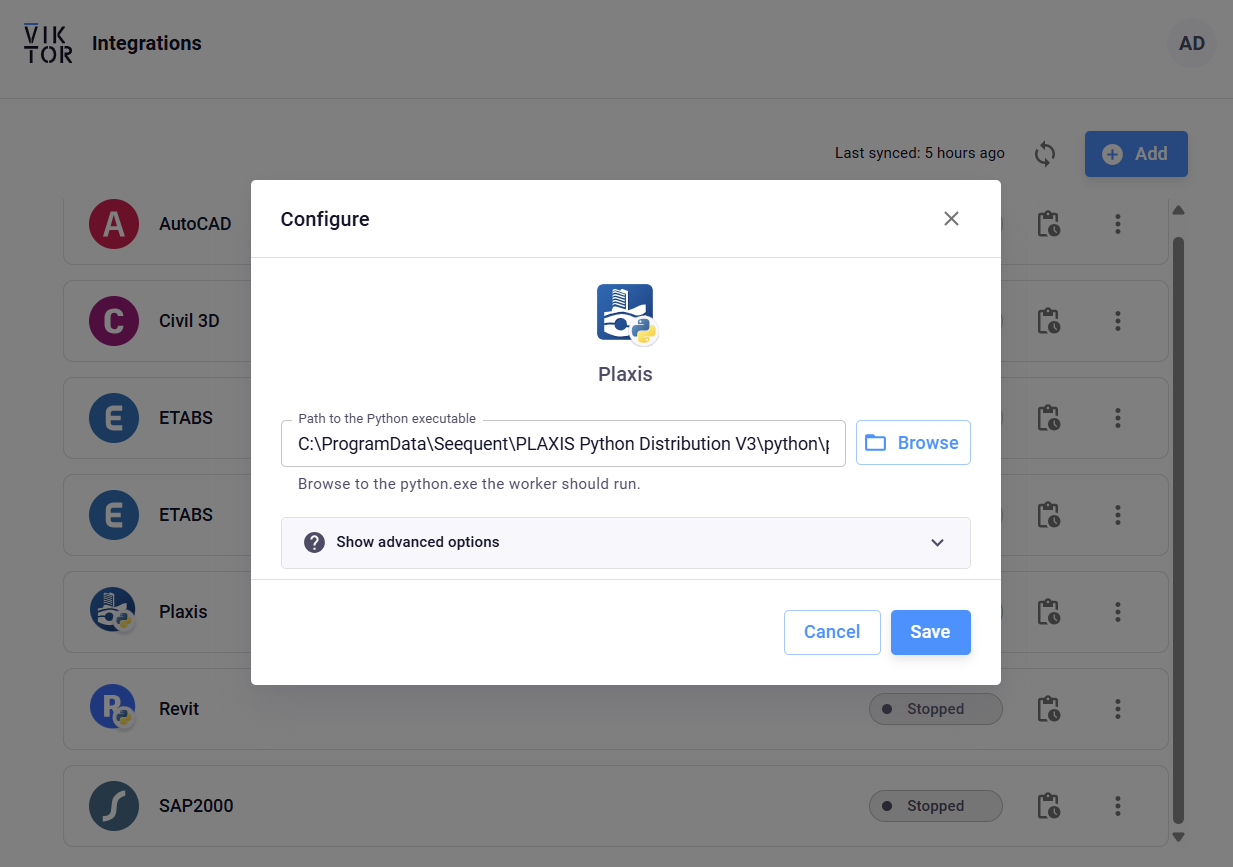 VIKTOR
Integrations
AD
Last synced: 5 hours ago
Add
A
AutoCAD
Configure
C
Civil 3D
Plaxis
E
ETABS
Path to the Python executable
C:\ProgramData\Seequent\PLAXIS Python Distribution V3\python\
Browse
Browse to the python.exe the worker should run.
E
ETABS
Show advanced options
Plaxis
Cancel
Save
R
Revit
Stopped
SAP2000
Stopped